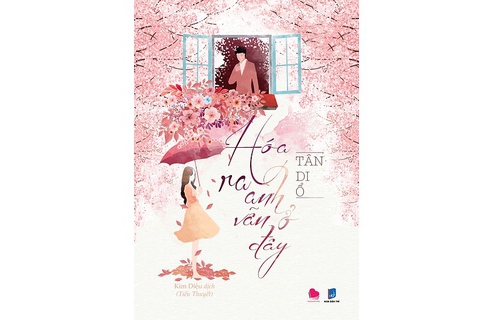 Hóa
ra
anh
vẫn ở
đây
TÂN
DI
Ổ
Kim Diệu dịch
(Tiểu Thuyết)